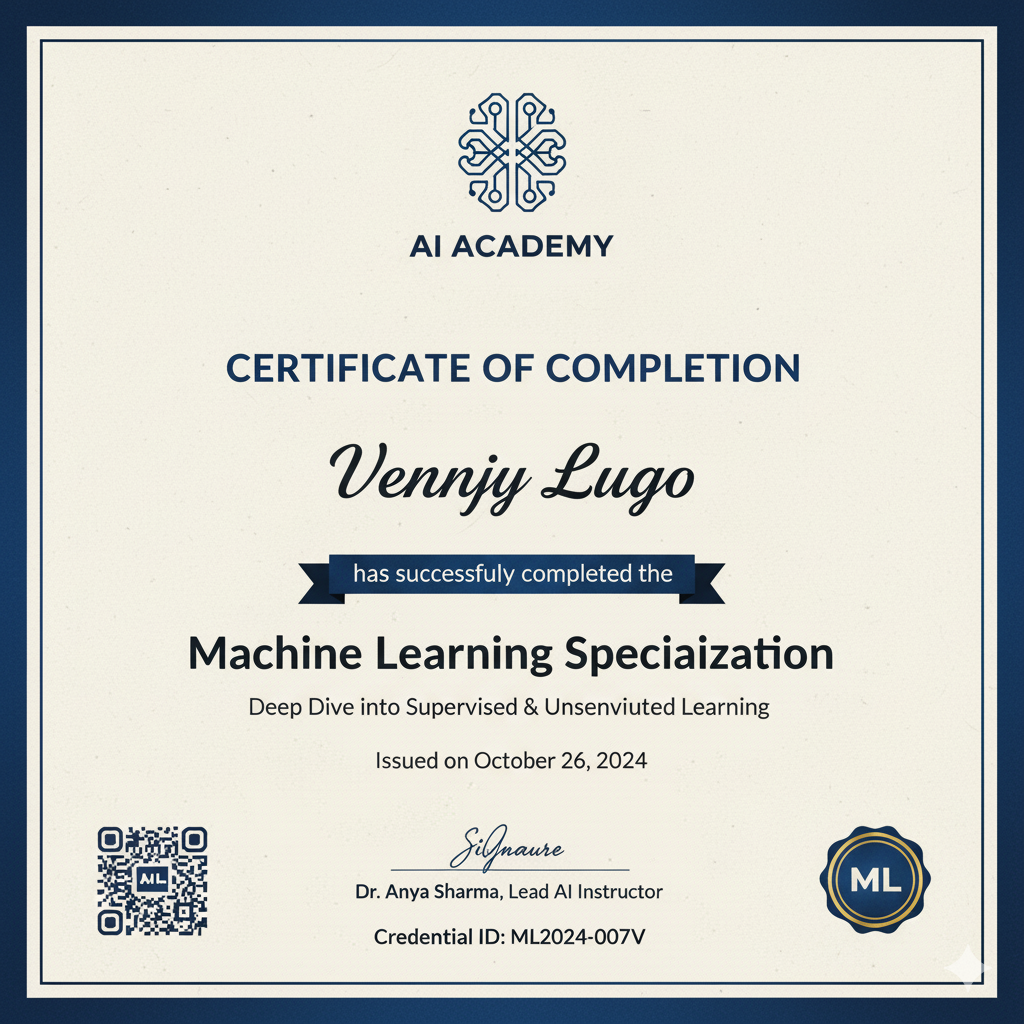 AI ACADEMY
CERTIFICATE OF COMPLETION
Vennjy Lugo
has successfuly completed the
Machine Learning Speciaization
Deep Dive into Supervised & Unsenviuted Learning
Issued on October 26, 2024
SiGnaure
Dr. Anya Sharma, Lead AI Instructor
Credential ID: ML2024-007V
ML
ML